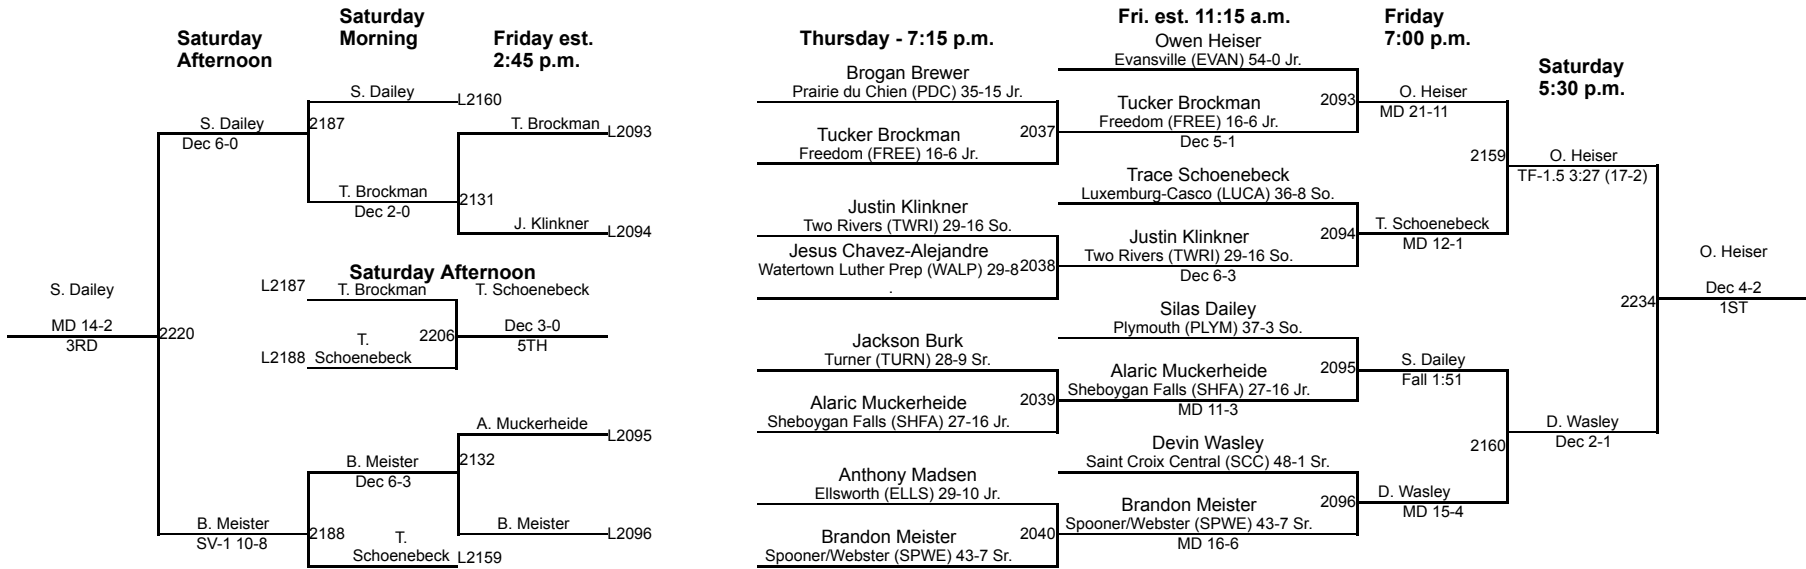 Saturday
Afternoon
Saturday
Morning
Friday est.
2:45 p.m.
S. Dailey
L2160
S. Dailey
2187
Dec 6-0
T. Brockman
L2093
T. Brockman
2131
Dec 2-0
J. Klinkner
L2094
Saturday Afternoon
L2187
T. Brockman
T. Schoenebeck
S. Dailey
MD 14-2
2220
3RD
T.
L2188
Schoenebeck
2206
Dec 3-0
5TH
A. Muckerheide
L2095
B. Meister
2132
Dec 6-3
B. Meister
L2096
B. Meister
2188
SV-1 10-8
T.
Schoenebeck
L2159
Thursday - 7:15 p.m.
Brogan Brewer
Prairie du Chien (PDC) 35-15 Jr.
2037
Tucker Brockman
Freedom (FREE) 16-6 Jr.
Justin Klinkner
Two Rivers (TWRI) 29-16 So.
Jesus Chavez-Alejandre
Watertown Luther Prep (WALP) 29-8
2038
.
Jackson Burk
Turner (TURN) 28-9 Sr.
2039
Alaric Muckerheide
Sheboygan Falls (SHFA) 27-16 Jr.
Anthony Madsen
Ellsworth (ELLS) 29-10 Jr.
2040
Brandon Meister
Spooner/Webster (SPWE) 43-7 Sr.
Fri. est. 11:15 a.m.
Owen Heiser
Evansville (EVAN) 54-0 Jr.
2093
Tucker Brockman
Freedom (FREE) 16-6 Jr.
Dec 5-1
Trace Schoenebeck
Luxemburg-Casco (LUCA) 36-8 So.
2094
Justin Klinkner
Two Rivers (TWRI) 29-16 So.
Dec 6-3
Silas Dailey
Plymouth (PLYM) 37-3 So.
2095
Alaric Muckerheide
Sheboygan Falls (SHFA) 27-16 Jr.
MD 11-3
Devin Wasley
Saint Croix Central (SCC) 48-1 Sr.
2096
Brandon Meister
Spooner/Webster (SPWE) 43-7 Sr.
MD 16-6
Friday
7:00 p.m.
O. Heiser
MD 21-11
2159
T. Schoenebeck
MD 12-1
S. Dailey
Fall 1:51
2160
D. Wasley
MD 15-4
Saturday
5:30 p.m.
O. Heiser
TF-1.5 3:27 (17-2)
2234
D. Wasley
Dec 2-1
O. Heiser
Dec 4-2
1ST